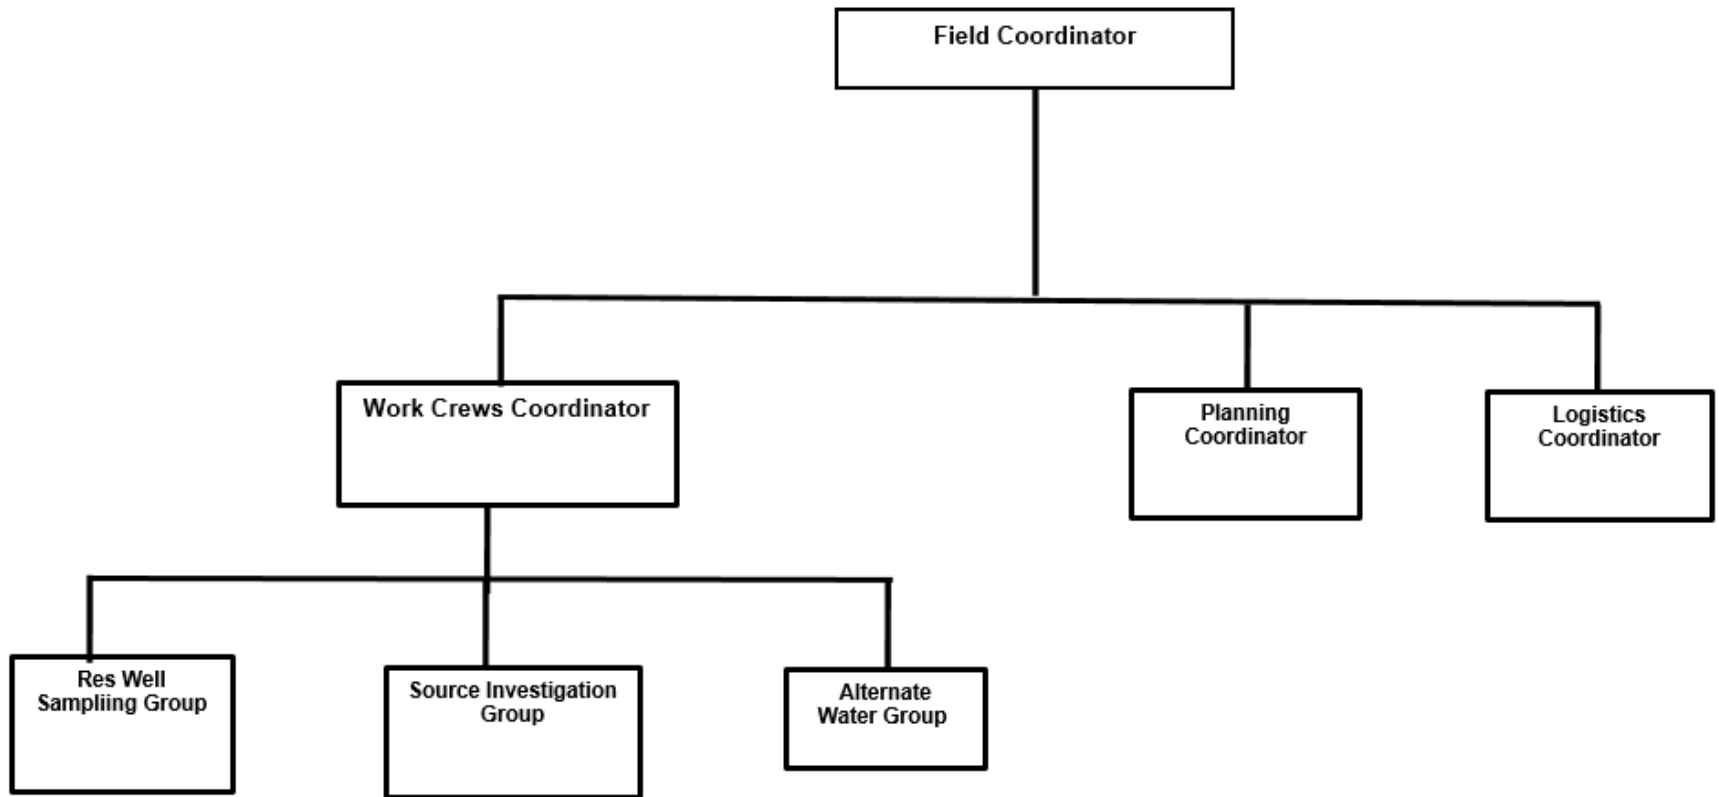 Field Coordinator
Work Crews Coordinator
Planning
Coordinator
Logistics
Coordinator
Res Well
Sampliing Group
Source Investigation
Group
Alternate
Water Group